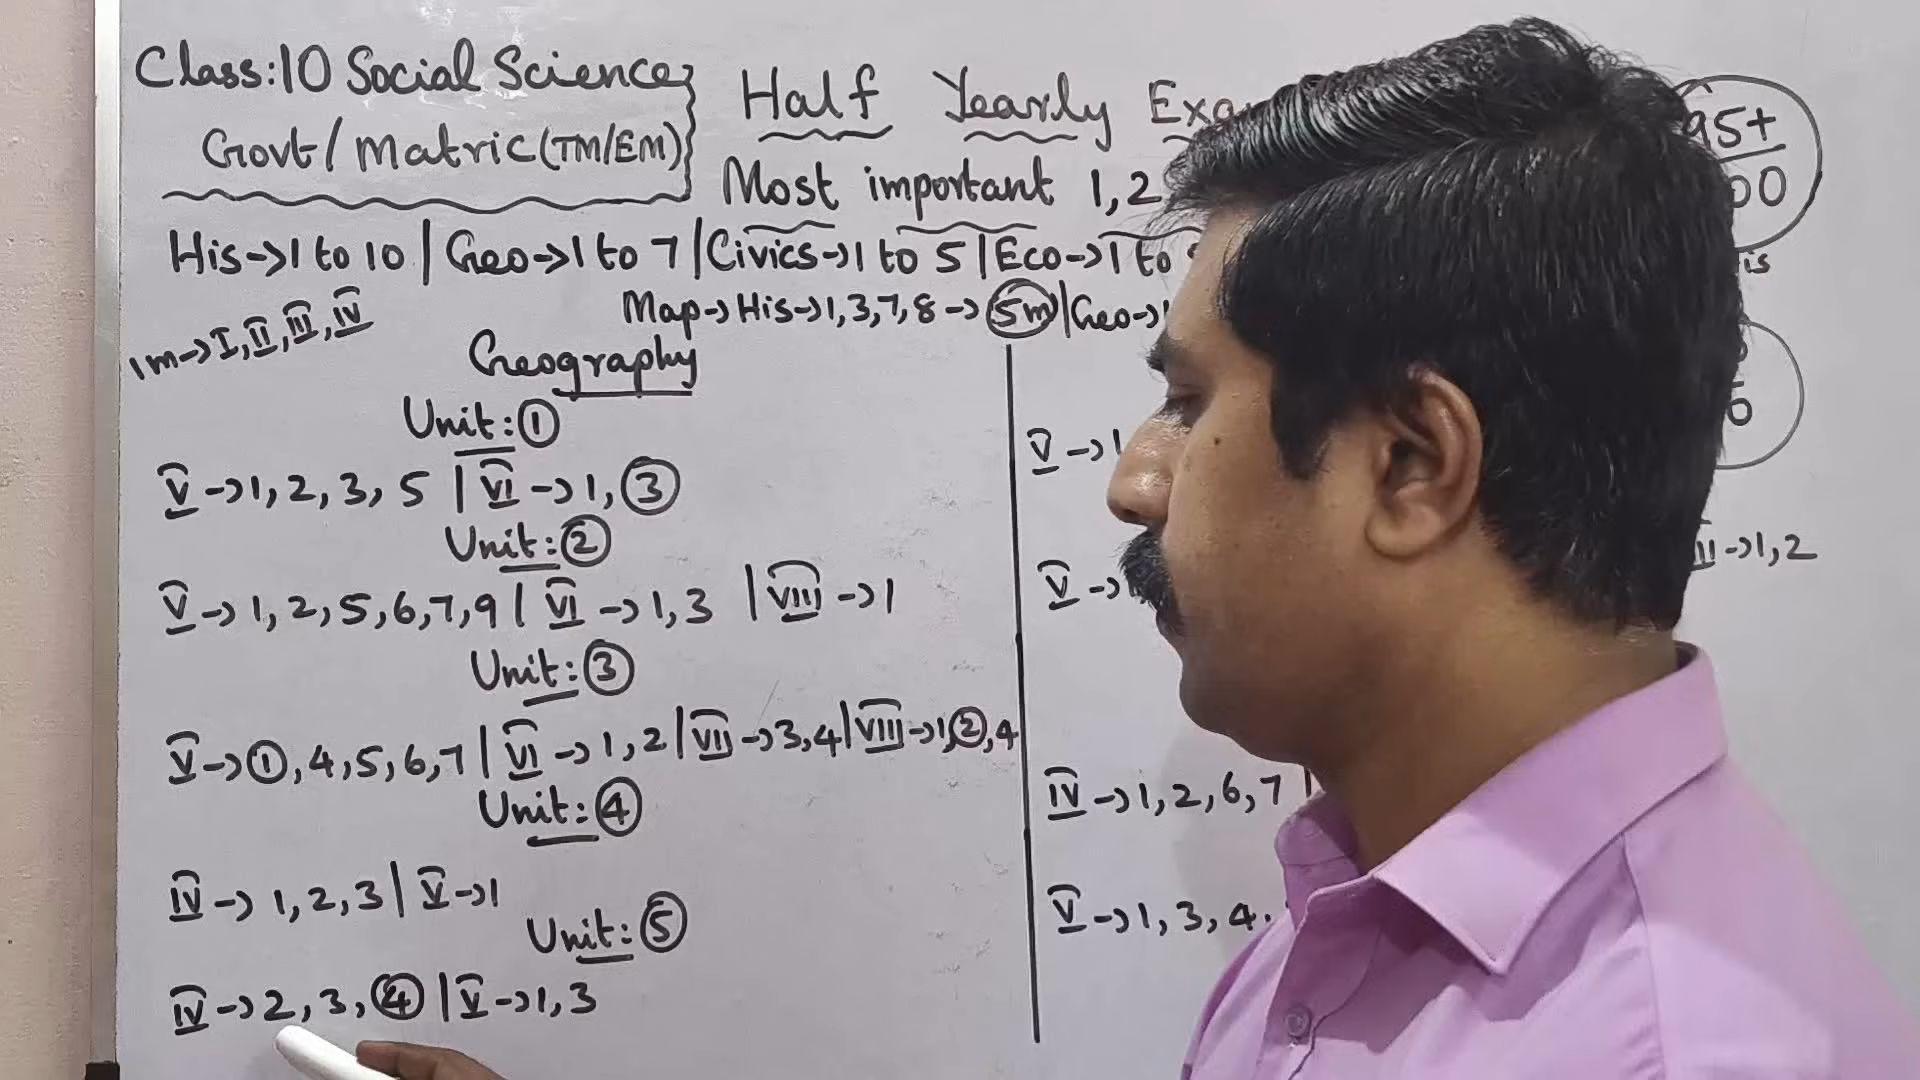 Class:10 Social Science
Govt/Matric(TM/EM)
Half Yearly
Most important 1,2
95+
His→1 to 10 | Geo→1 to 7 | Civics→1 to 5 | Eco→1 to
Map→His→1,3,7,8→5m | Geo→
1m→I,II,III,IV
Geography
Unit:①
V→1,2,3,5 | VI→1,③
Unit:②
V→1,2,5,6,7,9 | VI→1,3 | VIII→1
Unit:③
V→①,4,5,6,7 | VI→1,2 | VII→3,4 | VIII→1,②,4
Unit:④
IV→1,2,3 | V→1
Unit:⑤
IV→2,3,④ | V→1,3
V→1
→1,2
V→
IV→1,2,6,7 |
V→1,3,4